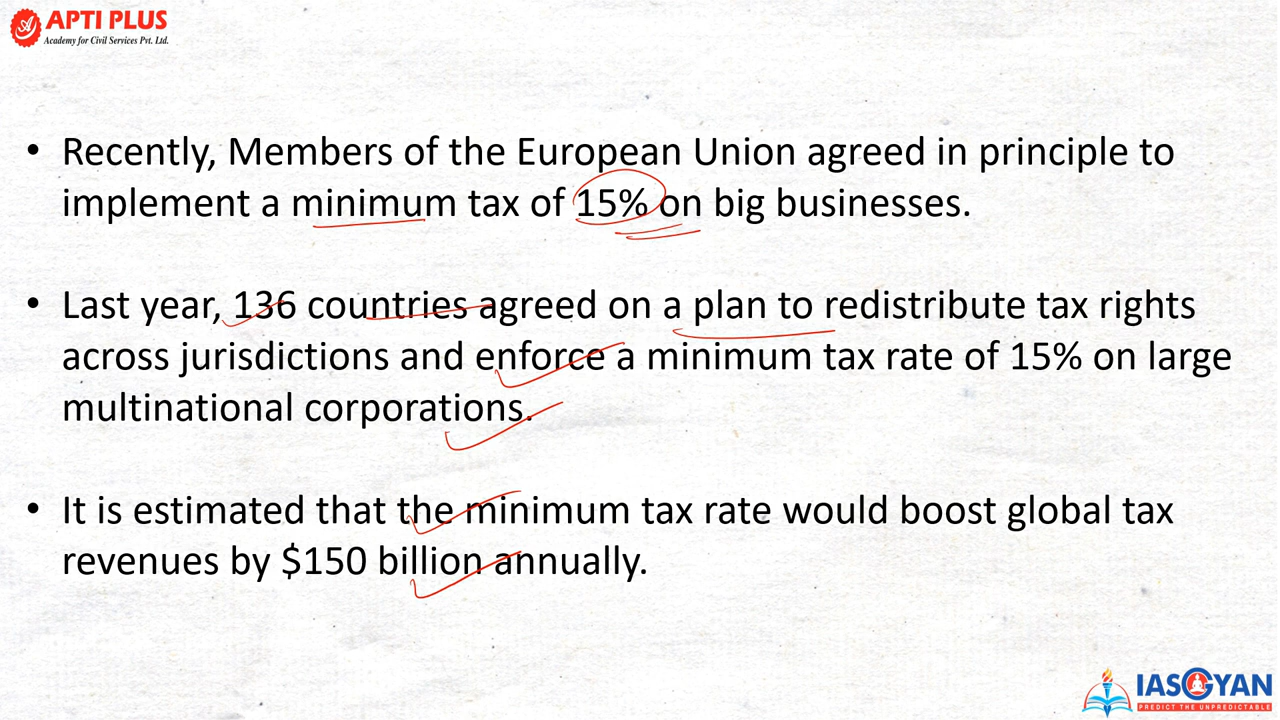 APTI PLUS
Academy for Civil Services Pvt. Ltd.
• Recently, Members of the European Union agreed in principle to
implement a minimum tax of 15% on big businesses.
• Last year, 136 countries agreed on a plan to redistribute tax rights
across jurisdictions and enforce a minimum tax rate of 15% on large
multinational corporations.
• It is estimated that the minimum tax rate would boost global tax
revenues by $150 billion annually.
IASGYAN
PREDICT THE UNPREDICTABLE